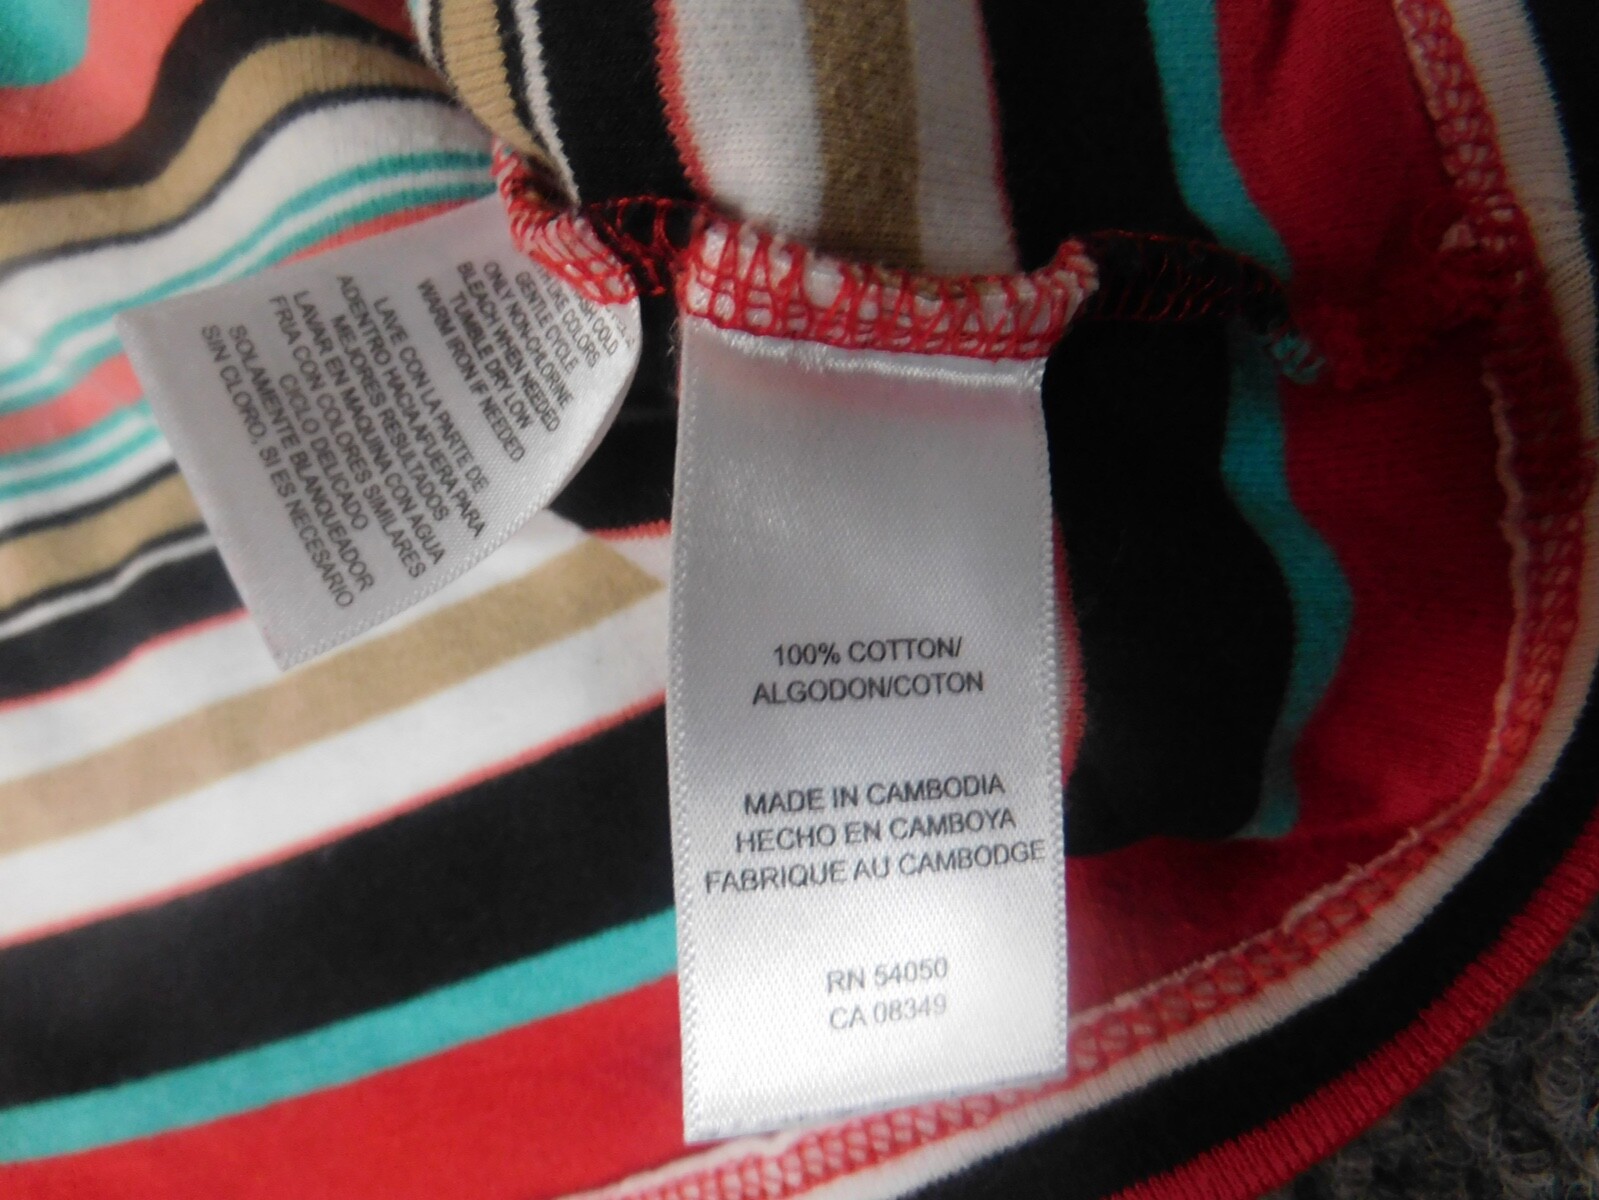 COLD
LIKE COLORS
GENTLE CYCLE
ONLY NON-CHLORINE
BLEACH WHEN NEEDED
TUMBLE DRY LOW
WARM IRON IF NEEDED
LAVE CON LA PARTE DE
ADENTRO HACIA AFUERA PARA
MEJORES RESULTADOS
LAVAR EN MAQUINA CON AGUA
FRIA CON COLORES SIMILARES
CICLO DELICADO
SOLAMENTE BLANQUEADOR
SIN CLORO, SI ES NECESARIO
100% COTTON/
ALGODON/COTON
MADE IN CAMBODIA
HECHO EN CAMBOYA
FABRIQUE AU CAMBODGE
RN 54050
CA 08349